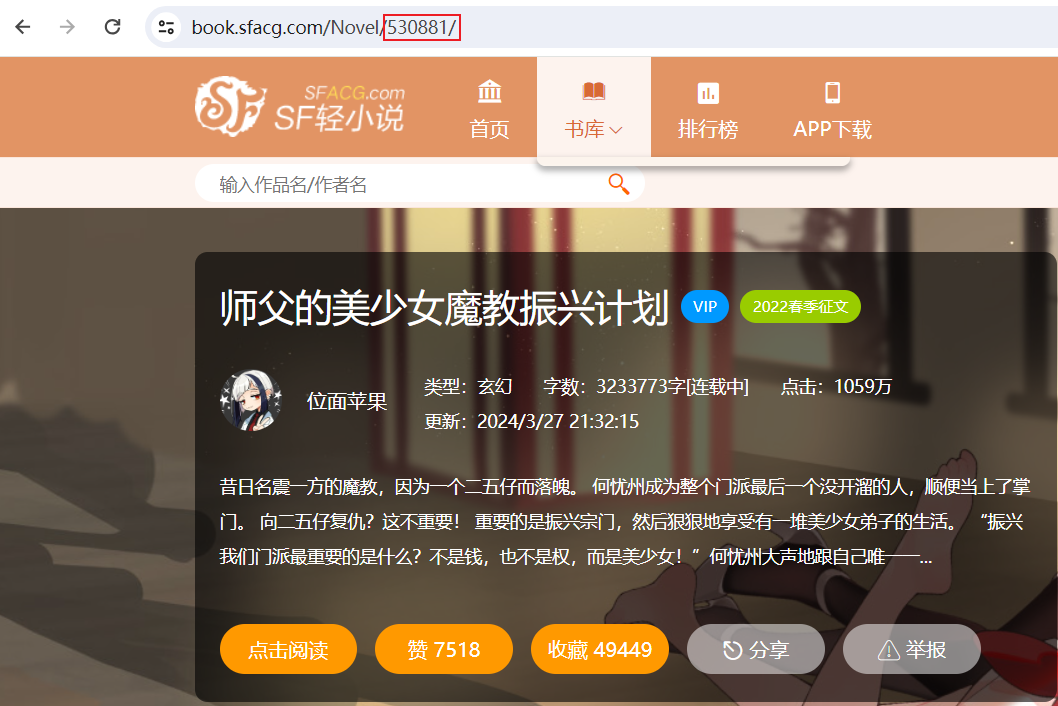 book.sfacg.com/Novel/530881/
SFACG.com
SF轻小说
首页
书库
排行榜
APP下载
输入作品名/作者名
师父的美少女魔教振兴计划 VIP 2022春季征文
位面苹果
类型：玄幻 字数：3233773字[连载中] 点击：1059万
更新：2024/3/27 21:32:15
昔日名震一方的魔教，因为一个二五仔而落魄。 何忧州成为整个门派最后一个没开溜的人，顺便当上了掌
门。 向二五仔复仇？这不重要！ 重要的是振兴宗门，然后狠狠地享受有一堆美少女弟子的生活。 “振兴
我们门派最重要的是什么？不是钱，也不是权，而是美少女！”何忧州大声地跟自己唯一——...
点击阅读 赞 7518 收藏 49449 分享 举报